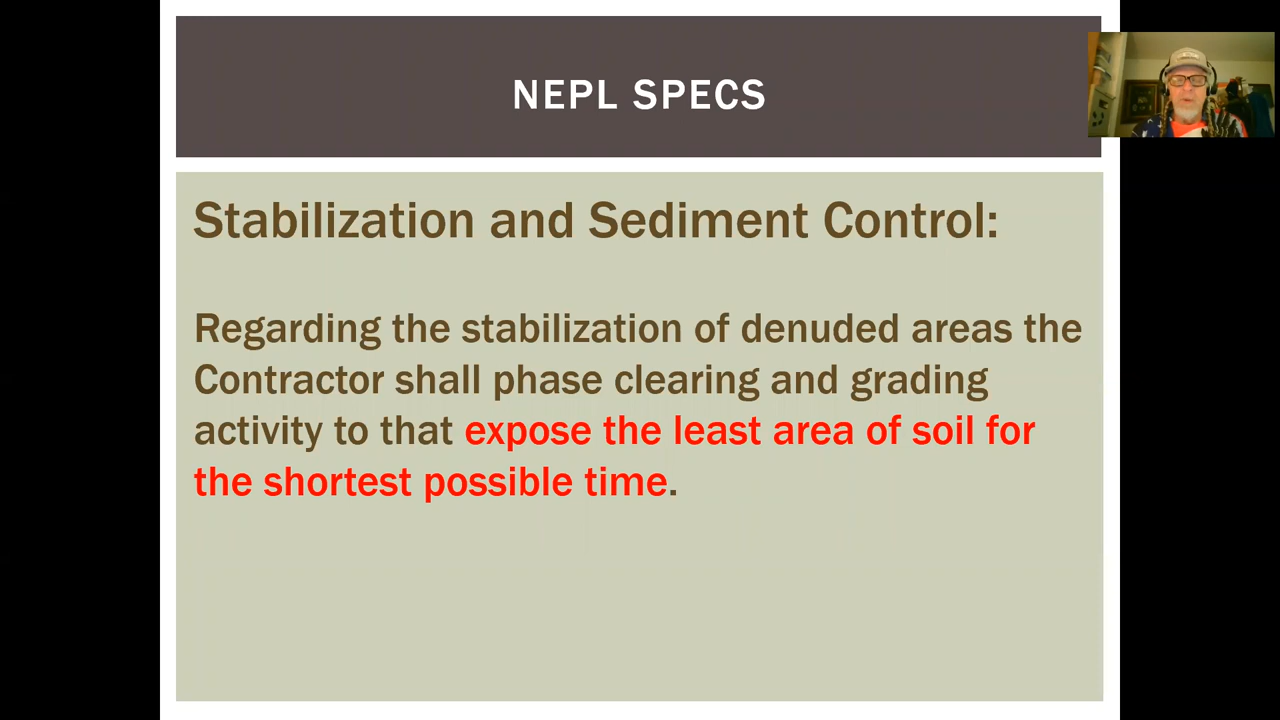 NEPL SPECS
Stabilization and Sediment Control:
Regarding the stabilization of denuded areas the
Contractor shall phase clearing and grading
activity to that expose the least area of soil for
the shortest possible time.